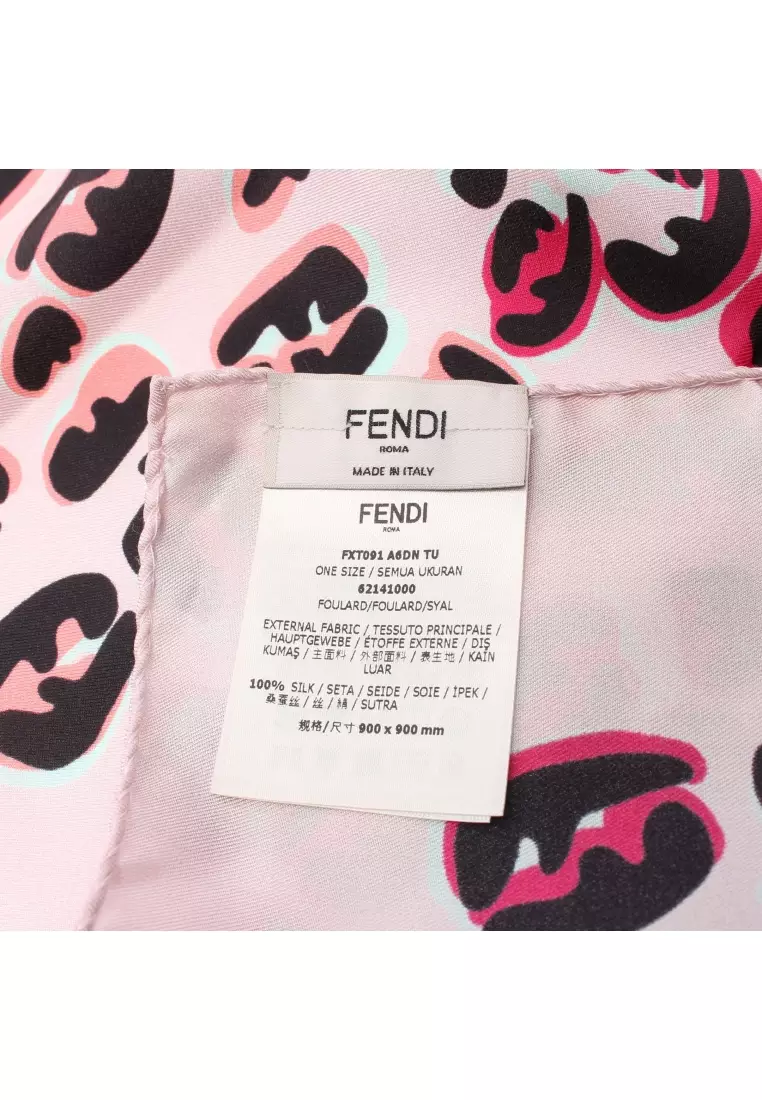 FENDI
ROMA
MADE IN ITALY
FENDI
ROMA
FXT091 A6DN TU
ONE SIZE / SEMUA UKURAN
62141000
FOULARD/FOULARD/SYAL
EXTERNAL FABRIC / TESSUTO PRINCIPALE /
HAUPTGEWEBE / ÉTOFFE EXTERNE / DIŞ
KUMAŞ / 主面料 / 外部面料 / 表生地 / KAIN
LUAR
100% SILK / SETA / SEIDE / SOIE / İPEK /
桑蚕丝 / 丝 / 絹 / SUTRA
规格/尺寸 900 x 900 mm